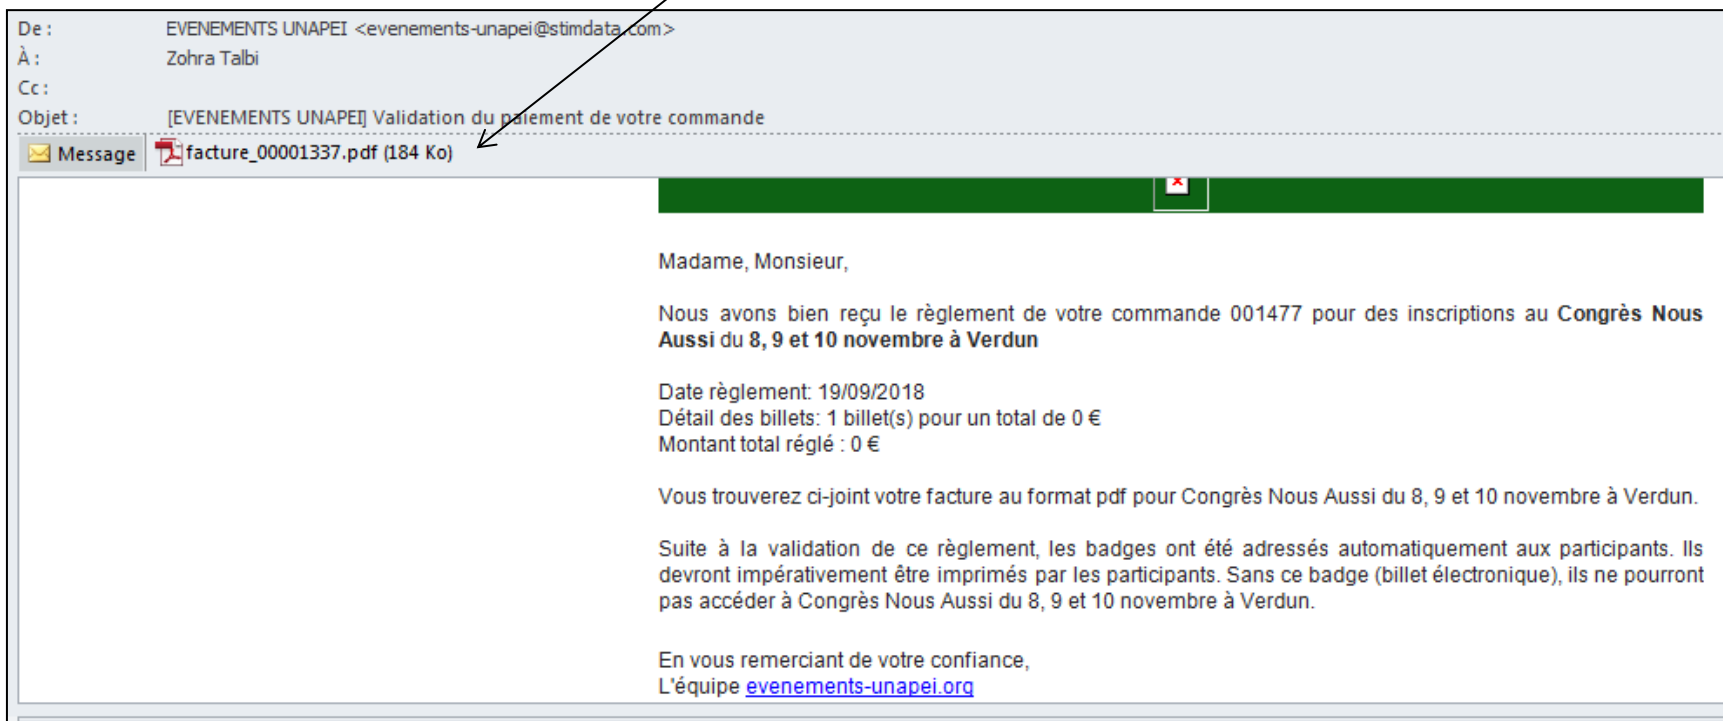 De : EVENEMENTS UNAPEI <evenements-unapei@stimdata.com>
À : Zohra Talbi
Cc :
Objet : [EVENEMENTS UNAPEI] Validation du paiement de votre commande
Message facture_00001337.pdf (184 Ko)
Madame, Monsieur,
Nous avons bien reçu le règlement de votre commande 001477 pour des inscriptions au Congrès Nous
Aussi du 8, 9 et 10 novembre à Verdun
Date règlement: 19/09/2018
Détail des billets: 1 billet(s) pour un total de 0 €
Montant total réglé : 0 €
Vous trouverez ci-joint votre facture au format pdf pour Congrès Nous Aussi du 8, 9 et 10 novembre à Verdun.
Suite à la validation de ce règlement, les badges ont été adressés automatiquement aux participants. Ils
devront impérativement être imprimés par les participants. Sans ce badge (billet électronique), ils ne pourront
pas accéder à Congrès Nous Aussi du 8, 9 et 10 novembre à Verdun.
En vous remerciant de votre confiance,
L'équipe evenements-unapei.org